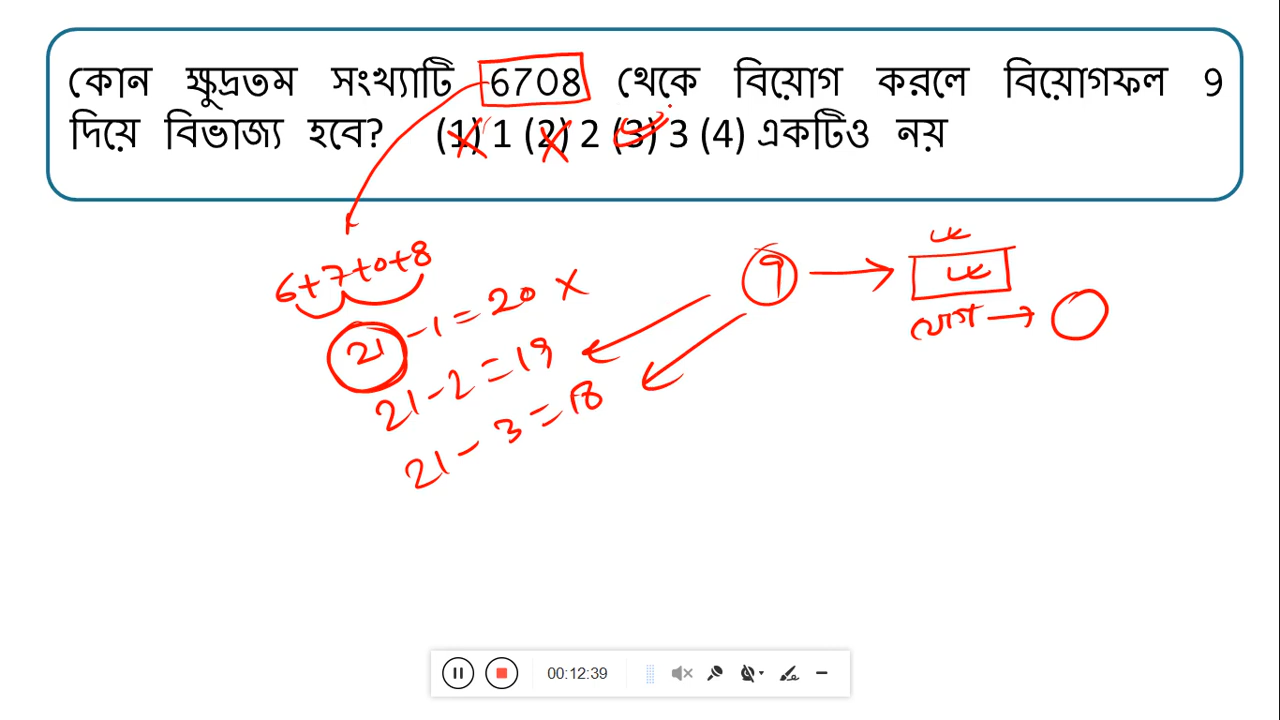 কোন ক্ষুদ্রতম সংখ্যাটি 6708 থেকে বিয়োগ করলে বিয়োগফল 9
দিয়ে বিভাজ্য হবে? (1) 1 (2) 2 (3) 3 (4) একটিও নয়
6+7+0+8
21-1=20 X
21-2=19
21-3=18
9
যোগ →
00:12:39